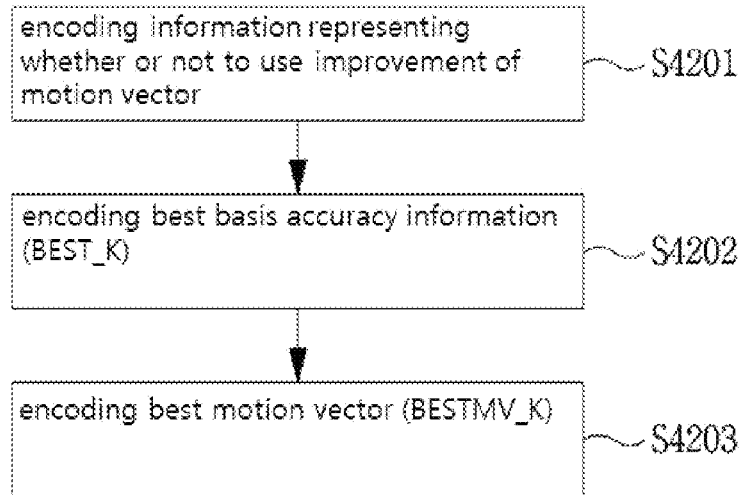 encoding information representing
whether or not to use improvement of
motion vector
S4201
encoding best basis accuracy information
(BEST_K)
S4202
encoding best motion vector (BESTMV_K)
S4203